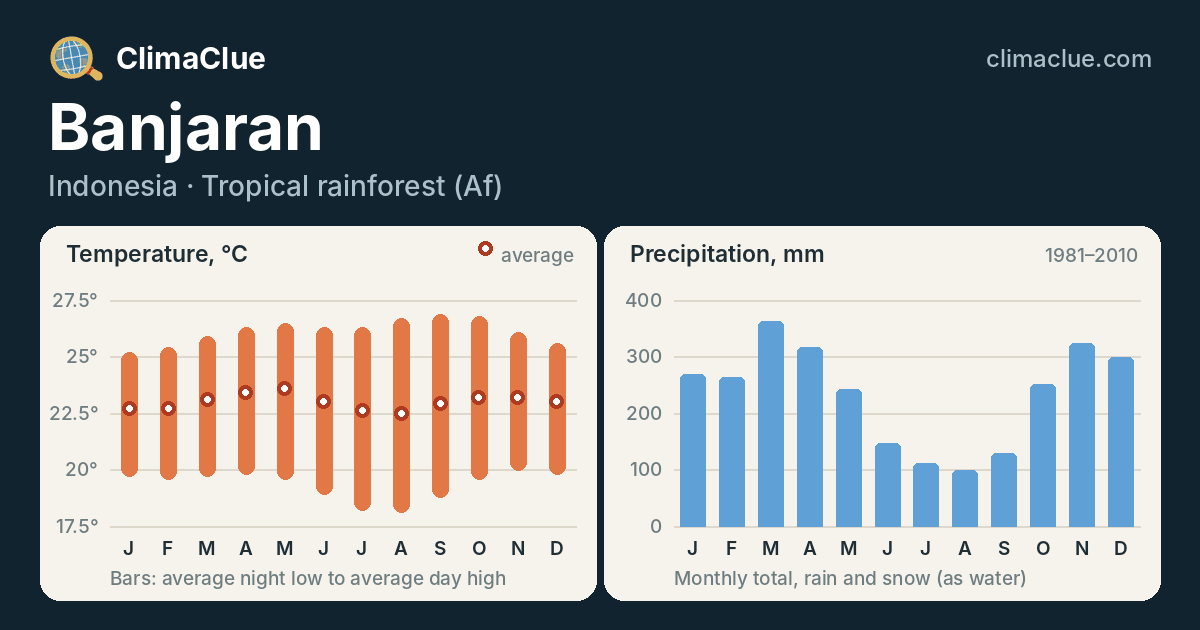 ClimaClue
climaclue.com
Banjaran
Indonesia · Tropical rainforest (Af)
Temperature, °C
average
27.5°
25°
22.5°
20°
17.5°
J F M A M J J A S O N D
Bars: average night low to average day high
Precipitation, mm
1981–2010
400
300
200
100
0
J F M A M J J A S O N D
Monthly total, rain and snow (as water)